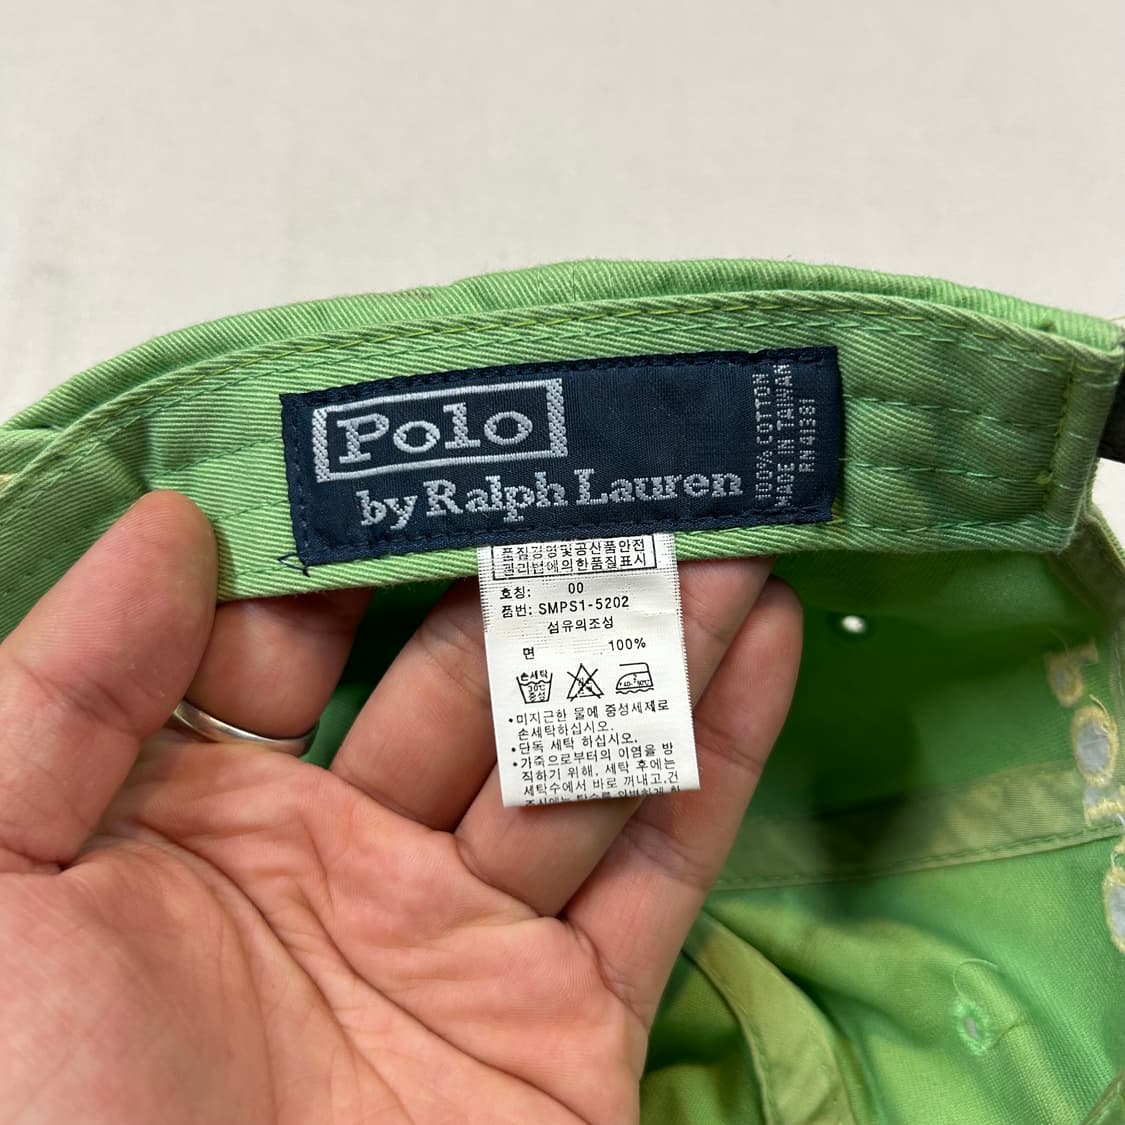 Polo
by Ralph Lauren
100% COTTON
MADE IN TAIWAN
RN41381
품질경영및공산품안전
관리법에의한품질표시
호칭: 00
품번: SMPS1-5202
섬유의조성
면 100%
손세탁
30℃
중성
•미지근한 물에 중성세제로
손세탁하십시오.
•단독 세탁 하십시오.
•가죽으로부터의 이염을 방
직하기 위해, 세탁 후에는
세탁수에서 바로 꺼내고,건